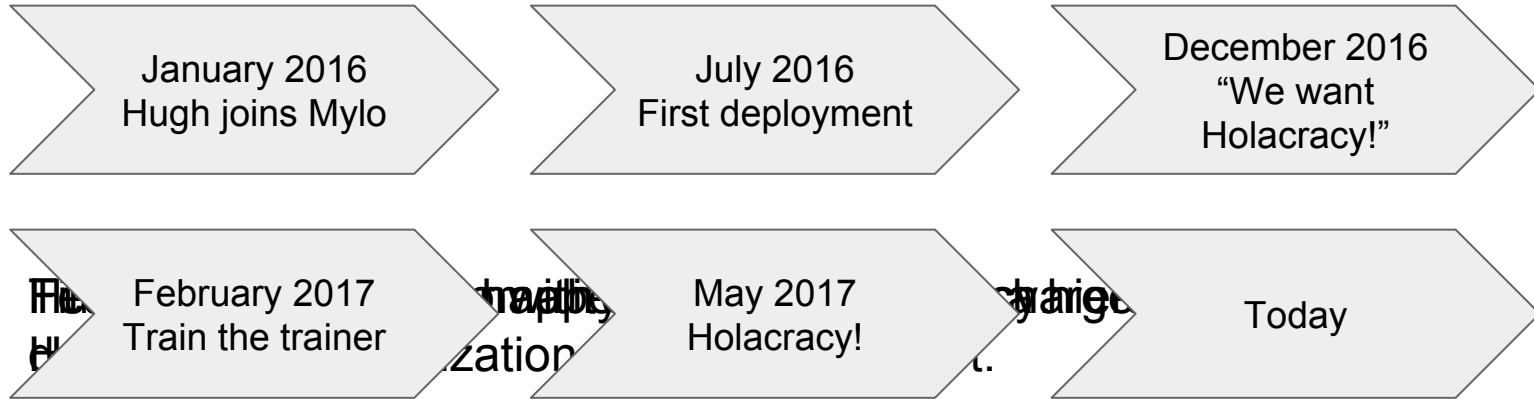 January 2016
Hugh joins Mylo
July 2016
First deployment
December 2016
“We want
Holacracy!”
February 2017
Train the trainer
May 2017
Holacracy!
Today